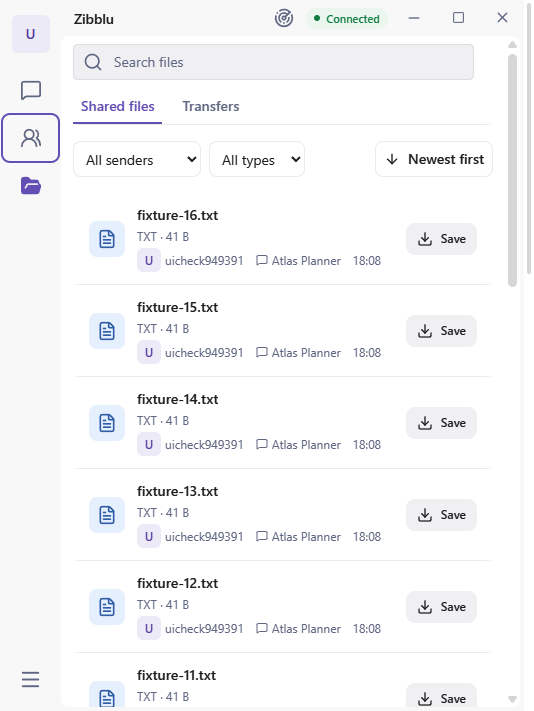 U
Zibblu
Connected
Search files
Shared files
Transfers
All senders
All types
Newest first
fixture-16.txt
TXT · 41 B
U uicheck949391 Atlas Planner 18:08
Save
fixture-15.txt
TXT · 41 B
U uicheck949391 Atlas Planner 18:08
Save
fixture-14.txt
TXT · 41 B
U uicheck949391 Atlas Planner 18:08
Save
fixture-13.txt
TXT · 41 B
U uicheck949391 Atlas Planner 18:08
Save
fixture-12.txt
TXT · 41 B
U uicheck949391 Atlas Planner 18:08
Save
fixture-11.txt
TXT · 41 B
Save